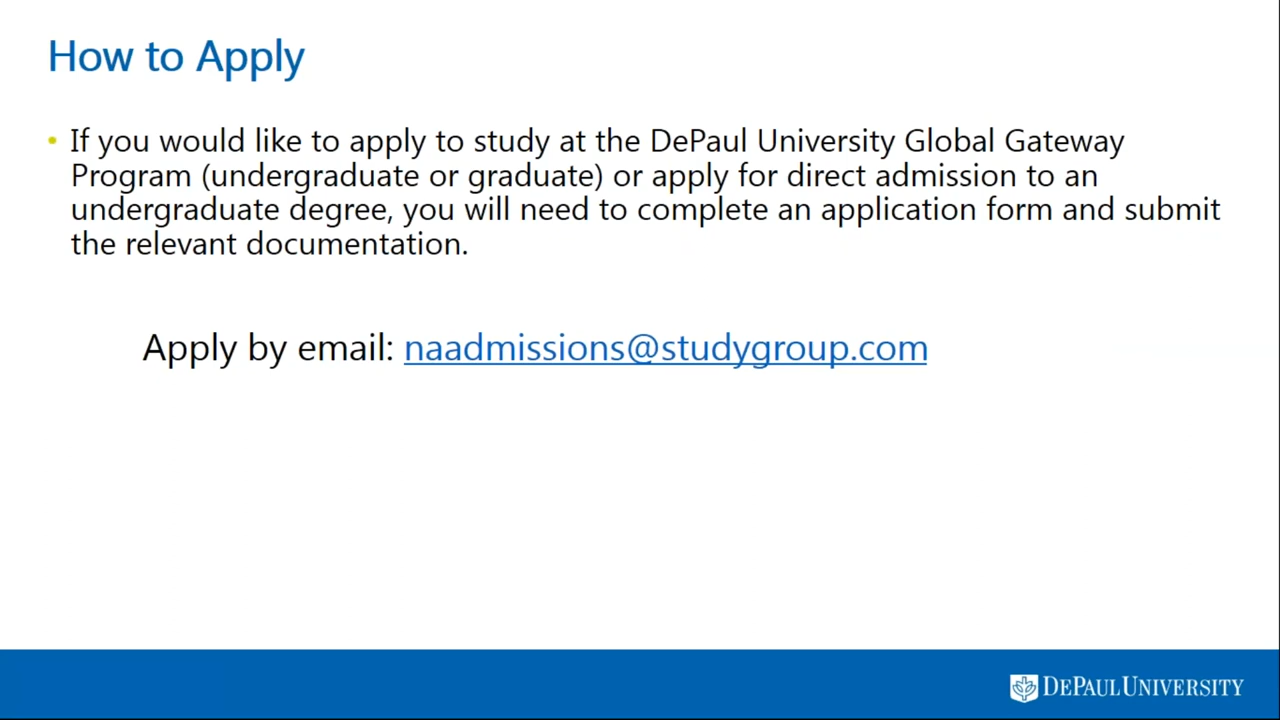 How to Apply
• If you would like to apply to study at the DePaul University Global Gateway
Program (undergraduate or graduate) or apply for direct admission to an
undergraduate degree, you will need to complete an application form and submit
the relevant documentation.
Apply by email: naadmissions@studygroup.com
DEPAUL UNIVERSITY